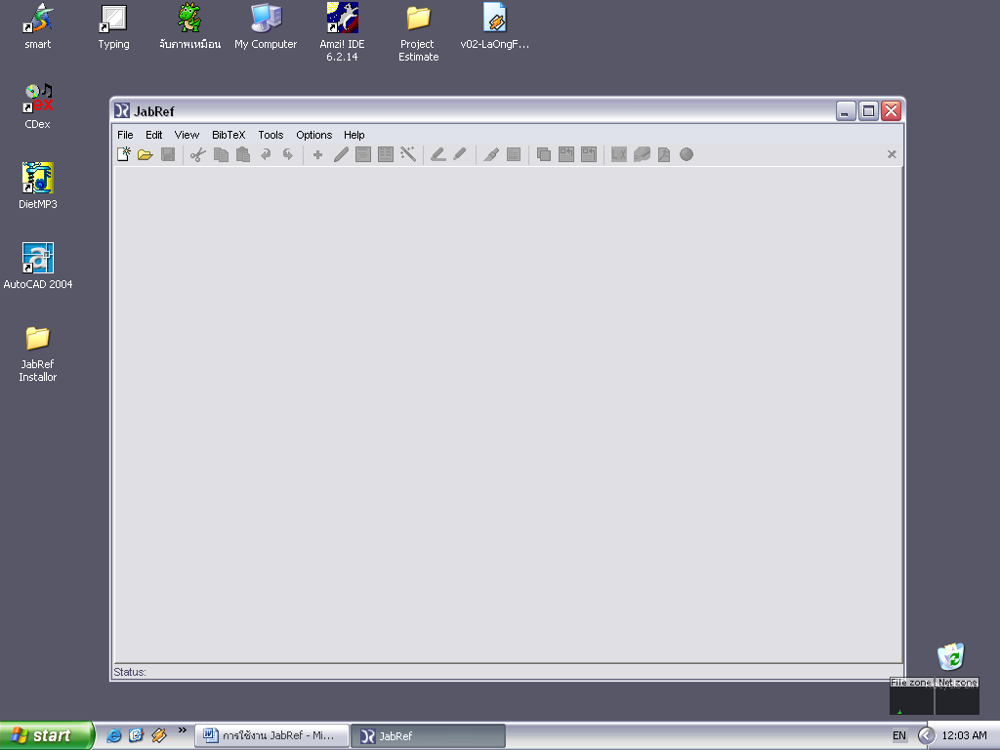 smart
Typing
จับภาพเหมือน
My Computer
Amzi! IDE
6.2.14
Project
Estimate
v02-LaOngF...
CDex
DietMP3
AutoCAD 2004
JabRef
Installor
JabRef
File Edit View BibTeX Tools Options Help
Status:
File zone Net zone
start
การใช้งาน JabRef - Mi...
JabRef
EN
12:03 AM